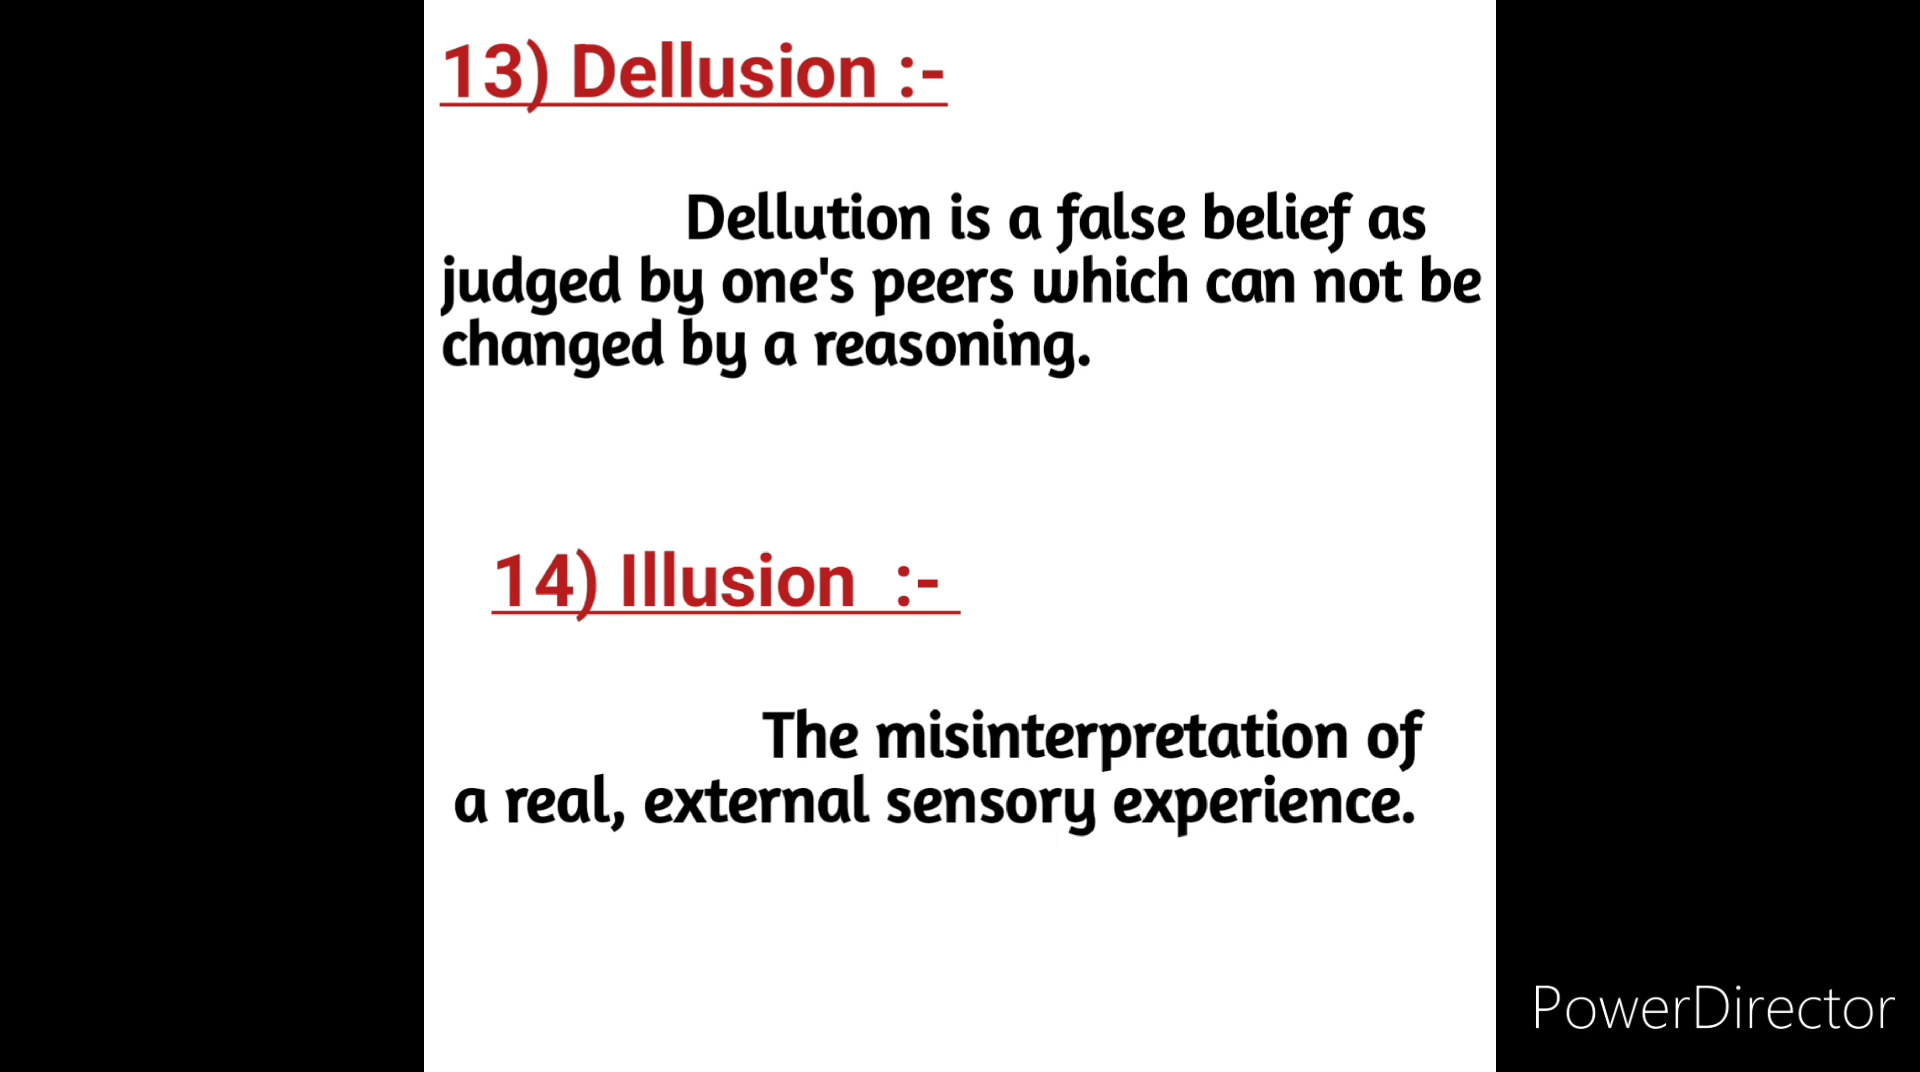 13) Dellusion :-
Dellution is a false belief as
judged by one's peers which can not be
changed by a reasoning.
14) Illusion :-
The misinterpretation of
a real, external sensory experience.
PowerDirector